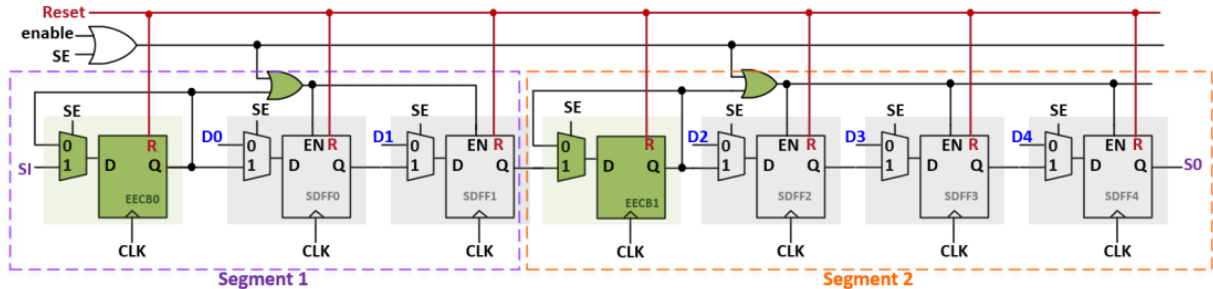 Reset
enable
SE
SE SE SE SE SE SE SE
0 R D0 0 EN R D1 0 EN R 0 R D2 0 EN R D3 0 EN R D4 0 EN R
SI 1 D Q 1 D Q 1 D Q 1 D Q 1 D Q 1 D Q 1 D Q S0
EECB0 SDFF0 SDFF1 EECB1 SDFF2 SDFF3 SDFF4
CLK CLK CLK CLK CLK CLK CLK
Segment 1 Segment 2